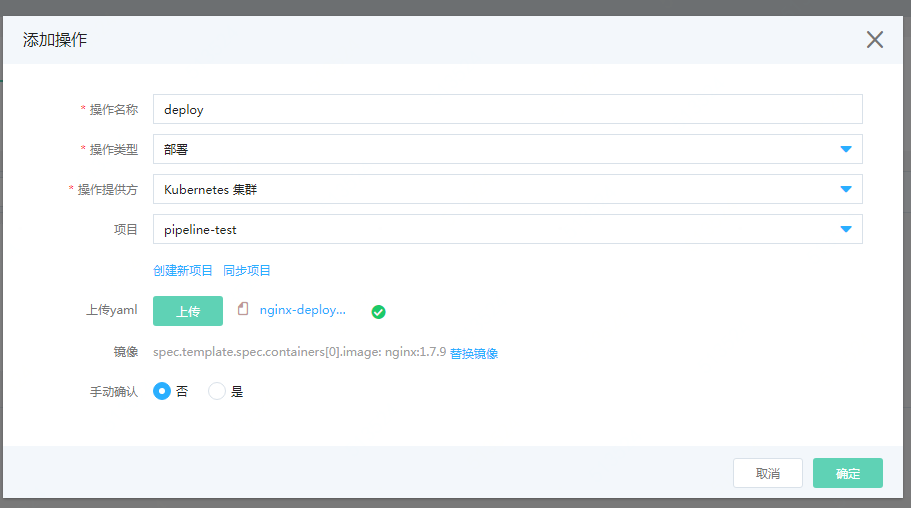 添加操作
* 操作名称 deploy
* 操作类型 部署
* 操作提供方 Kubernetes 集群
项目 pipeline-test
创建新项目 同步项目
上传yaml 上传 nginx-deploy...
镜像 spec.template.spec.containers[0].image: nginx:1.7.9 替换镜像
手动确认 否 是
取消 确定